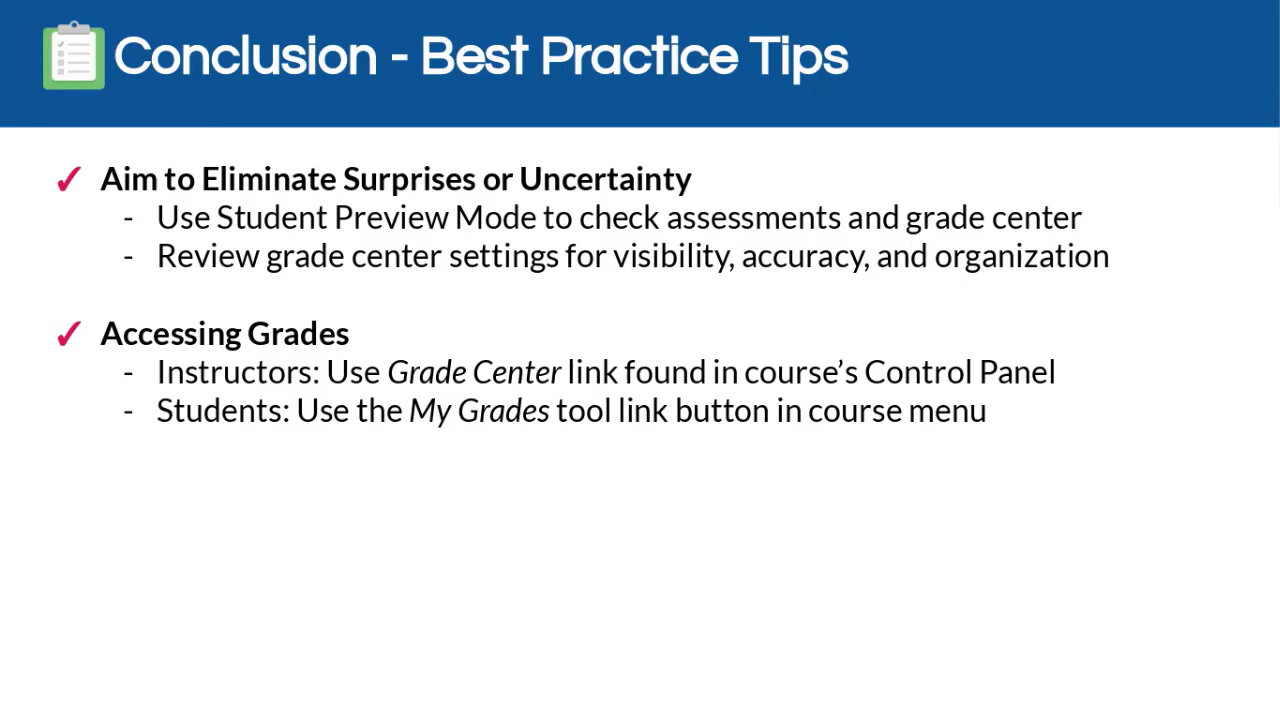 Conclusion - Best Practice Tips
✓ Aim to Eliminate Surprises or Uncertainty
- Use Student Preview Mode to check assessments and grade center
- Review grade center settings for visibility, accuracy, and organization
✓ Accessing Grades
- Instructors: Use Grade Center link found in course’s Control Panel
- Students: Use the My Grades tool link button in course menu